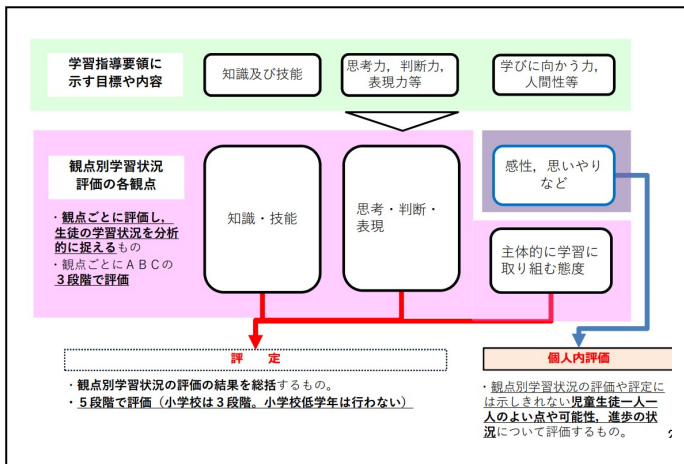 学習指導要領に
示す目標や内容
知識及び技能
思考力，判断力，
表現力等
学びに向かう力，
人間性等
観点別学習状況
評価の各観点
・観点ごとに評価し，
生徒の学習状況を分析
的に捉えるもの
・観点ごとにＡＢＣの
３段階で評価
知識・技能
思考・判断・
表現
感性，思いやり
など
主体的に学習に
取り組む態度
評　定
・観点別学習状況の評価の結果を総括するもの。
・５段階で評価（小学校は３段階。小学校低学年は行わない）
個人内評価
・観点別学習状況の評価や評定に
は示しきれない児童生徒一人一
人のよい点や可能性，進歩の状
況について評価するもの。